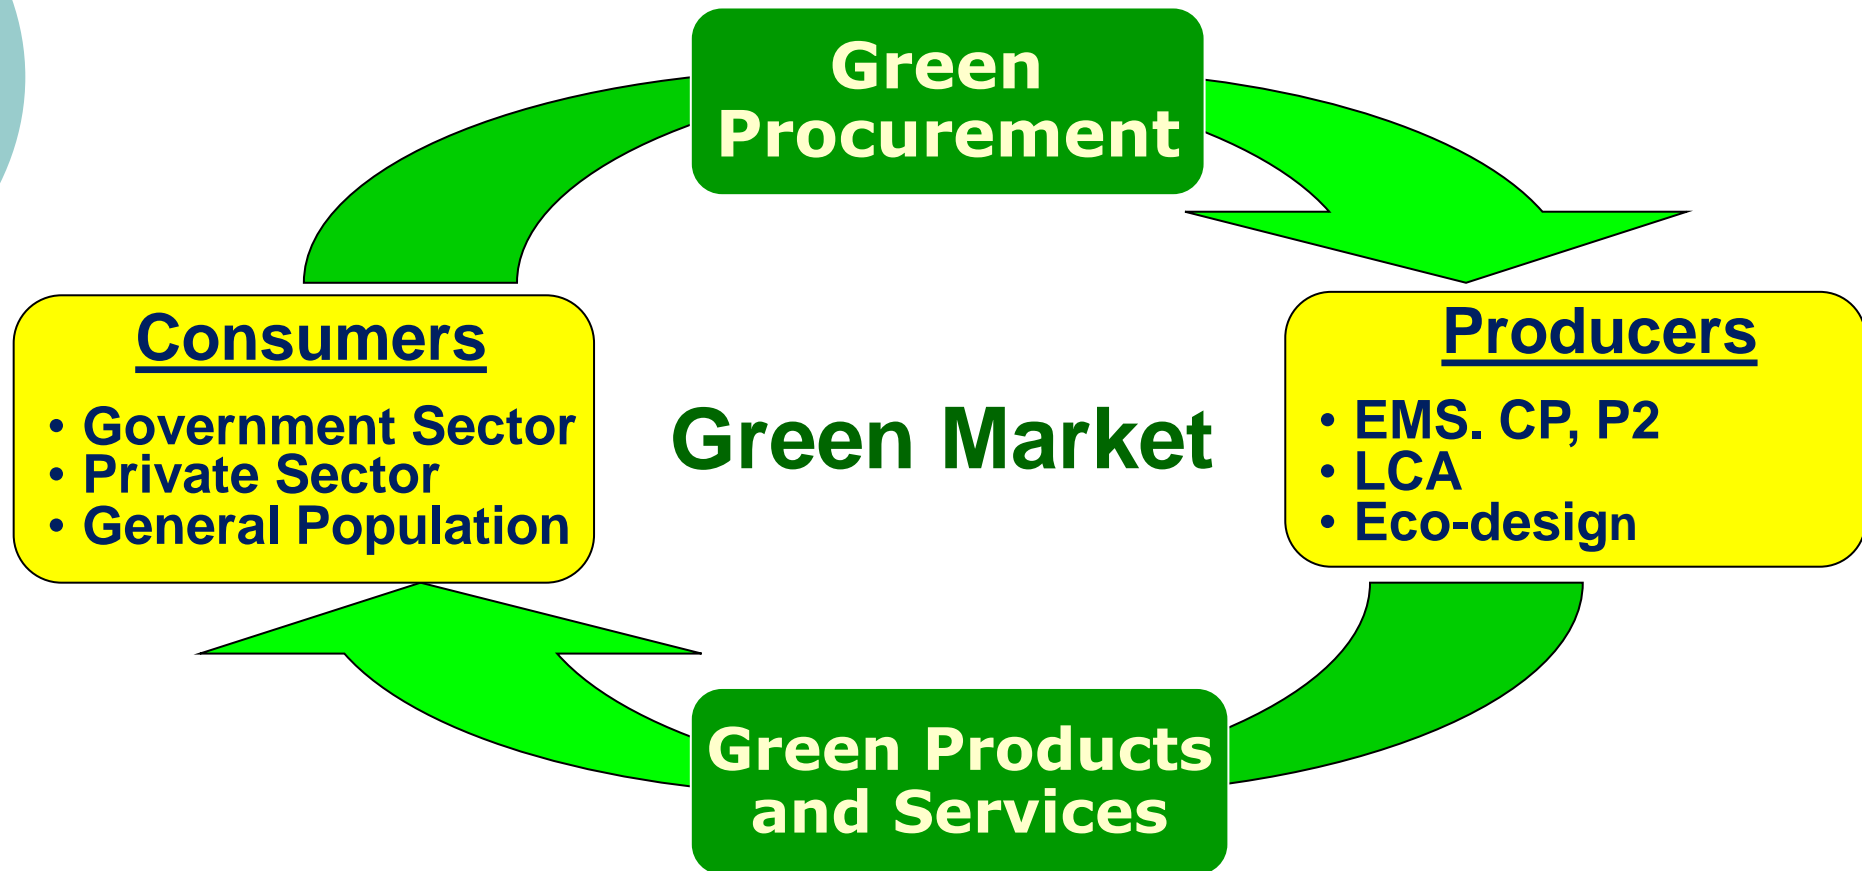 Green
Procurement
Consumers
• Government Sector
• Private Sector
• General Population
Green Market
Producers
• EMS. CP, P2
• LCA
• Eco-design
Green Products
and Services